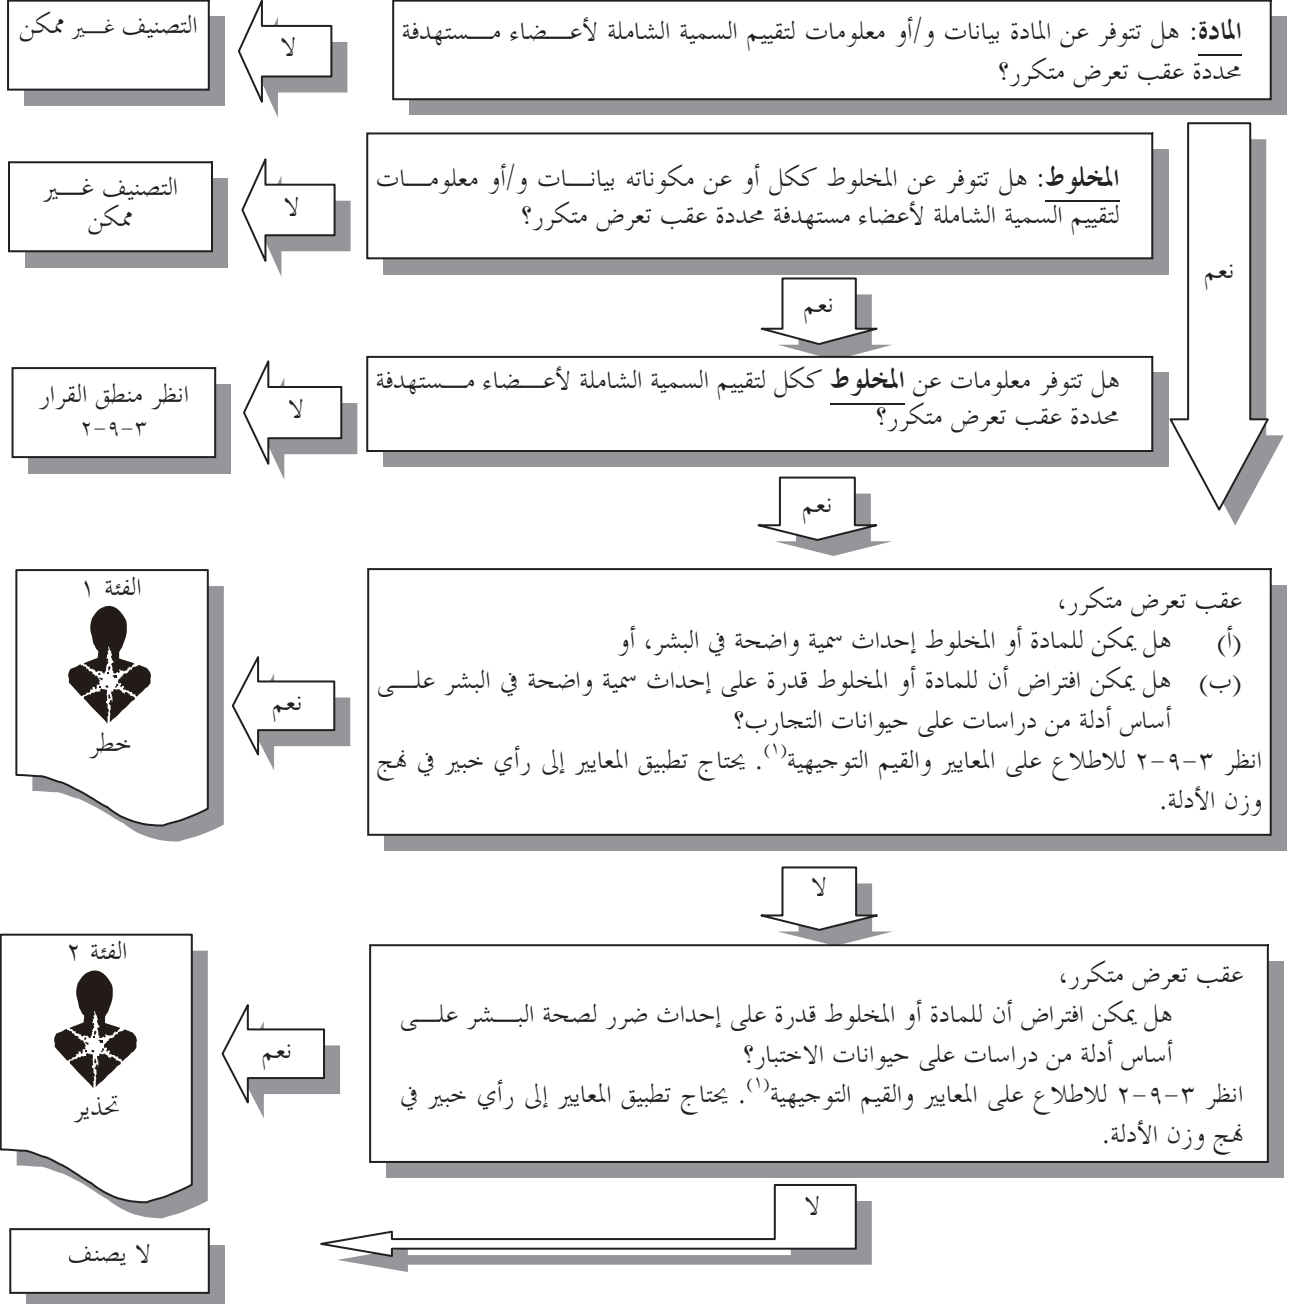 المادة: هل تتوفر عن المادة بيانات و/أو معلومات لتقييم السمية الشاملة لأعضاء مستهدفة
محددة عقب تعرض متكرر؟
لا
التصنيف غير ممكن
المخلوط: هل تتوفر عن المخلوط ككل أو عن مكوناته بيانات و/أو معلومات
لتقييم السمية الشاملة لأعضاء مستهدفة محددة عقب تعرض متكرر؟
لا
التصنيف غير
ممكن
نعم
نعم
هل تتوفر معلومات عن المخلوط ككل لتقييم السمية الشاملة لأعضاء مستهدفة
محددة عقب تعرض متكرر؟
لا
انظر منطق القرار
٣-٩-٢
نعم
عقب تعرض متكرر،
(أ) هل يمكن للمادة أو المخلوط إحداث سمية واضحة في البشر، أو
(ب) هل يمكن افتراض أن للمادة أو المخلوط قدرة على إحداث سمية واضحة في البشر على
أساس أدلة من دراسات على حيوانات التجارب؟
انظر ٣-٩-٢ للاطلاع على المعايير والقيم التوجيهية(١). يحتاج تطبيق المعايير إلى رأي خبير في نهج
وزن الأدلة.
نعم
الفئة ١
خطر
لا
عقب تعرض متكرر،
هل يمكن افتراض أن للمادة أو المخلوط قدرة على إحداث ضرر لصحة البشر على
أساس أدلة من دراسات على حيوانات الاختبار؟
انظر ٣-٩-٢ للاطلاع على المعايير والقيم التوجيهية(١). يحتاج تطبيق المعايير إلى رأي خبير في
نهج وزن الأدلة.
نعم
الفئة ٢
تحذير
لا
لا يصنف